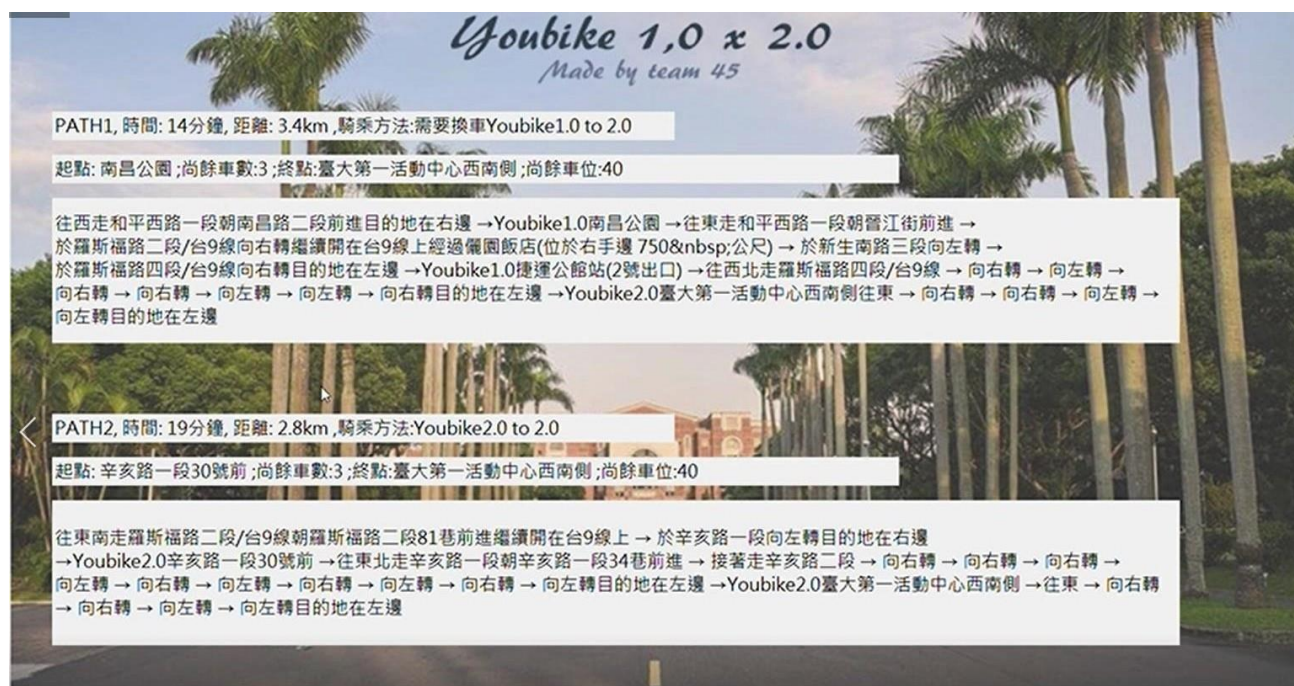 Youbike 1,0 x 2.0
Made by team 45
PATH1, 時間: 14分鐘, 距離: 3.4km ,騎乘方法:需要換車Youbike1.0 to 2.0
起點: 南昌公園 ;尚餘車數:3 ;終點:臺大第一活動中心西南側 ;尚餘車位:40
往西走和平西路一段朝南昌路二段前進目的地在右邊 →Youbike1.0南昌公園 →往東走和平西路一段朝晉江街前進 →
於羅斯福路二段/台9線向右轉繼續開在台9線上經過儷園飯店(位於右手邊 750&nbsp;公尺) → 於新生南路三段向左轉 →
於羅斯福路四段/台9線向右轉目的地在左邊 →Youbike1.0捷運公館站(2號出口) →往西北走羅斯福路四段/台9線 → 向右轉 → 向左轉 →
向右轉 → 向右轉 → 向左轉 → 向左轉 → 向右轉目的地在左邊 →Youbike2.0臺大第一活動中心西南側往東 → 向右轉 → 向右轉 → 向左轉 →
向左轉目的地在左邊
PATH2, 時間: 19分鐘, 距離: 2.8km ,騎乘方法:Youbike2.0 to 2.0
起點: 辛亥路一段30號前 ;尚餘車數:3 ;終點:臺大第一活動中心西南側 ;尚餘車位:40
往東南走羅斯福路二段/台9線朝羅斯福路二段81巷前進繼續開在台9線上 → 於辛亥路一段向左轉目的地在右邊
→Youbike2.0辛亥路一段30號前 →往東北走辛亥路一段朝辛亥路一段34巷前進 → 接著走辛亥路二段 → 向右轉 → 向右轉 → 向右轉 →
向左轉 → 向右轉 → 向左轉 → 向右轉 → 向左轉 → 向右轉 → 向左轉目的地在左邊 →Youbike2.0臺大第一活動中心西南側 →往東 → 向右轉
→ 向右轉 → 向左轉 → 向左轉目的地在左邊